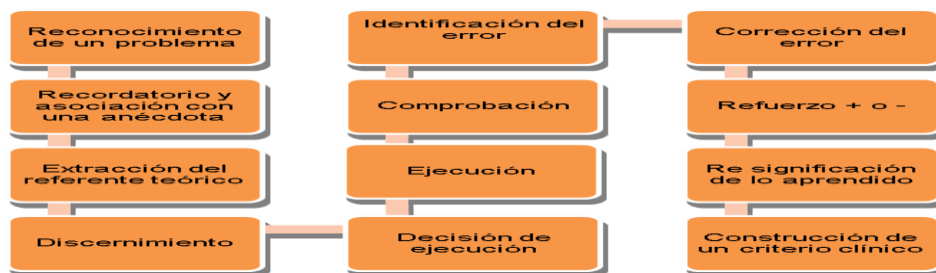 Reconocimiento
de un problema
Recordatorio y
asociación con
una anécdota
Extracción del
referente teórico
Discernimiento
Decisión de
ejecución
Ejecución
Comprobación
Identificación del
error
Corrección del
error
Refuerzo + o -
Re significación
de lo aprendido
Construcción de
un criterio clínico